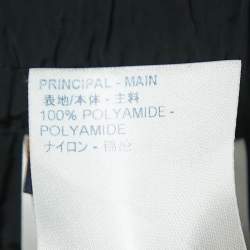 PRINCIPAL - MAIN
表地/本体・主料
100% POLYAMIDE -
POLYAMIDE
ナイロン - 锦纶